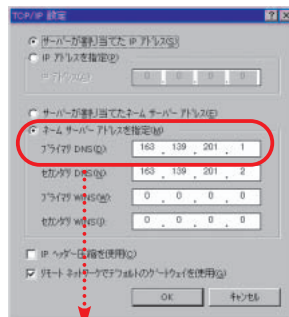 TCP/IP 設定
サーバーが割り当てた IP アドレス(S)
IP アドレスを指定(P)
IP アドレス(A): 0 . 0 . 0 . 0
サーバーが割り当てたネーム サーバー アドレス(E)
ネーム サーバー アドレスを指定(M)
プライマリ DNS(D): 163 . 139 . 201 . 1
セカンダリ DNS(N): 163 . 139 . 201 . 2
プライマリ WINS(W): 0 . 0 . 0 . 0
セカンダリ WINS(I): 0 . 0 . 0 . 0
IP ヘッダー圧縮を使用(C)
リモート ネットワークでデフォルトのゲートウェイを使用(G)
OK キャンセル